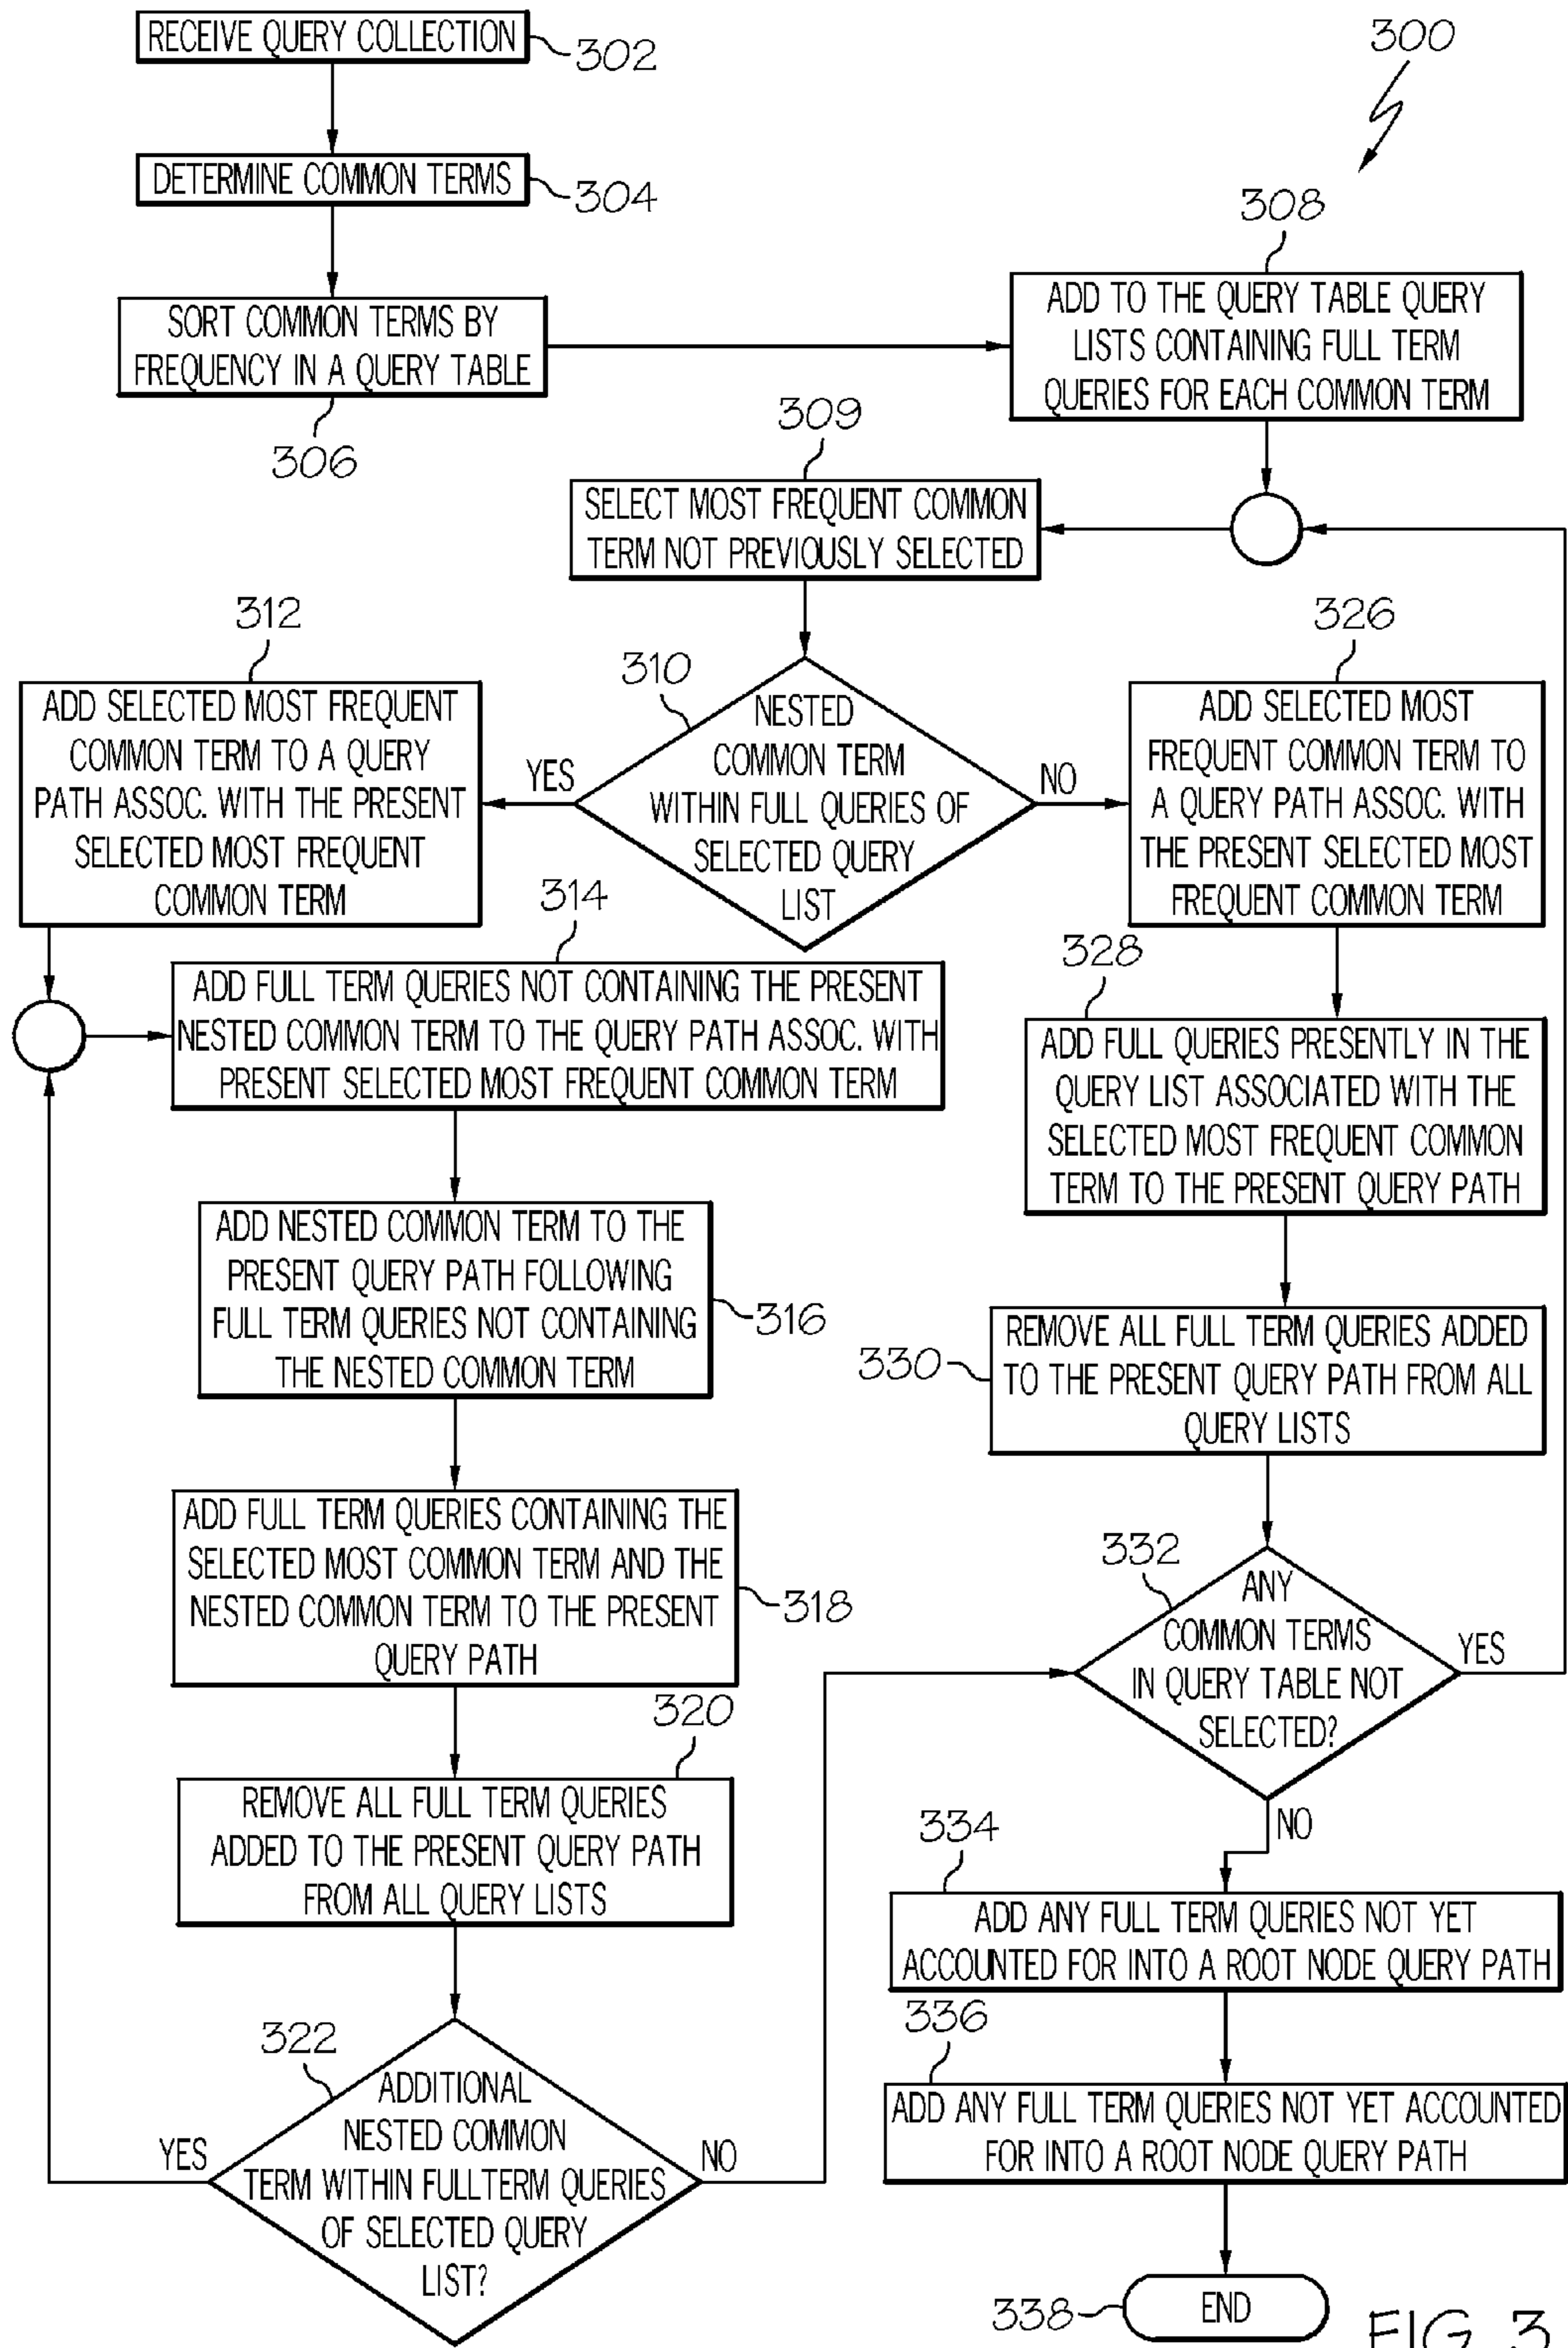 300
RECEIVE QUERY COLLECTION
302
DETERMINE COMMON TERMS
304
SORT COMMON TERMS BY
FREQUENCY IN A QUERY TABLE
306
308
ADD TO THE QUERY TABLE QUERY
LISTS CONTAINING FULL TERM
QUERIES FOR EACH COMMON TERM
309
SELECT MOST FREQUENT COMMON
TERM NOT PREVIOUSLY SELECTED
310
NESTED
COMMON TERM
WITHIN FULL QUERIES OF
SELECTED QUERY
LIST
YES
NO
312
ADD SELECTED MOST FREQUENT
COMMON TERM TO A QUERY
PATH ASSOC. WITH THE PRESENT
SELECTED MOST FREQUENT
COMMON TERM
314
ADD FULL TERM QUERIES NOT CONTAINING THE PRESENT
NESTED COMMON TERM TO THE QUERY PATH ASSOC. WITH
PRESENT SELECTED MOST FREQUENT COMMON TERM
ADD NESTED COMMON TERM TO THE
PRESENT QUERY PATH FOLLOWING
FULL TERM QUERIES NOT CONTAINING
THE NESTED COMMON TERM
316
ADD FULL TERM QUERIES CONTAINING THE
SELECTED MOST COMMON TERM AND THE
NESTED COMMON TERM TO THE PRESENT
QUERY PATH
318
320
REMOVE ALL FULL TERM QUERIES
ADDED TO THE PRESENT QUERY PATH
FROM ALL QUERY LISTS
322
ADDITIONAL
NESTED COMMON
TERM WITHIN FULLTERM QUERIES
OF SELECTED QUERY
LIST?
YES
NO
326
ADD SELECTED MOST
FREQUENT COMMON TERM TO
A QUERY PATH ASSOC. WITH
THE PRESENT SELECTED MOST
FREQUENT COMMON TERM
328
ADD FULL QUERIES PRESENTLY IN THE
QUERY LIST ASSOCIATED WITH THE
SELECTED MOST FREQUENT COMMON
TERM TO THE PRESENT QUERY PATH
330
REMOVE ALL FULL TERM QUERIES ADDED
TO THE PRESENT QUERY PATH FROM ALL
QUERY LISTS
332
ANY
COMMON TERMS
IN QUERY TABLE NOT
SELECTED?
YES
NO
334
ADD ANY FULL TERM QUERIES NOT YET
ACCOUNTED FOR INTO A ROOT NODE QUERY PATH
336
ADD ANY FULL TERM QUERIES NOT YET ACCOUNTED
FOR INTO A ROOT NODE QUERY PATH
338
END
FIG. 3